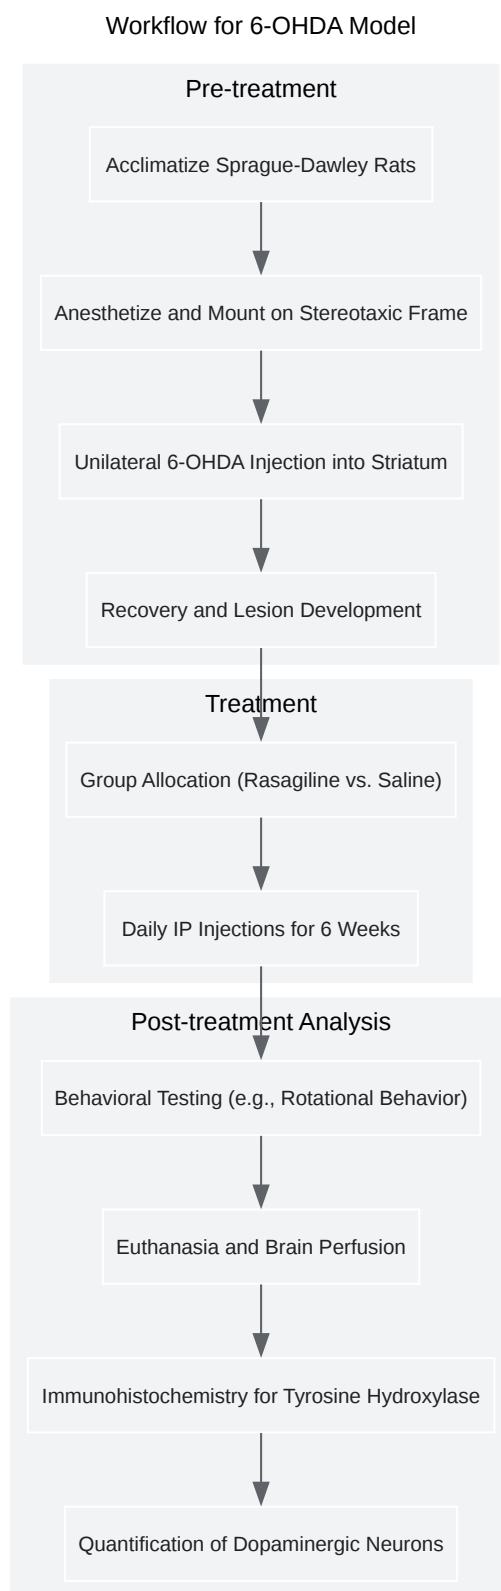 Workflow for 6-OHDA Model
Pre-treatment
Acclimatize Sprague-Dawley Rats
Anesthetize and Mount on Stereotaxic Frame
Unilateral 6-OHDA Injection into Striatum
Recovery and Lesion Development
Treatment
Group Allocation (Rasagiline vs. Saline)
Daily IP Injections for 6 Weeks
Post-treatment Analysis
Behavioral Testing (e.g., Rotational Behavior)
Euthanasia and Brain Perfusion
Immunohistochemistry for Tyrosine Hydroxylase
Quantification of Dopaminergic Neurons